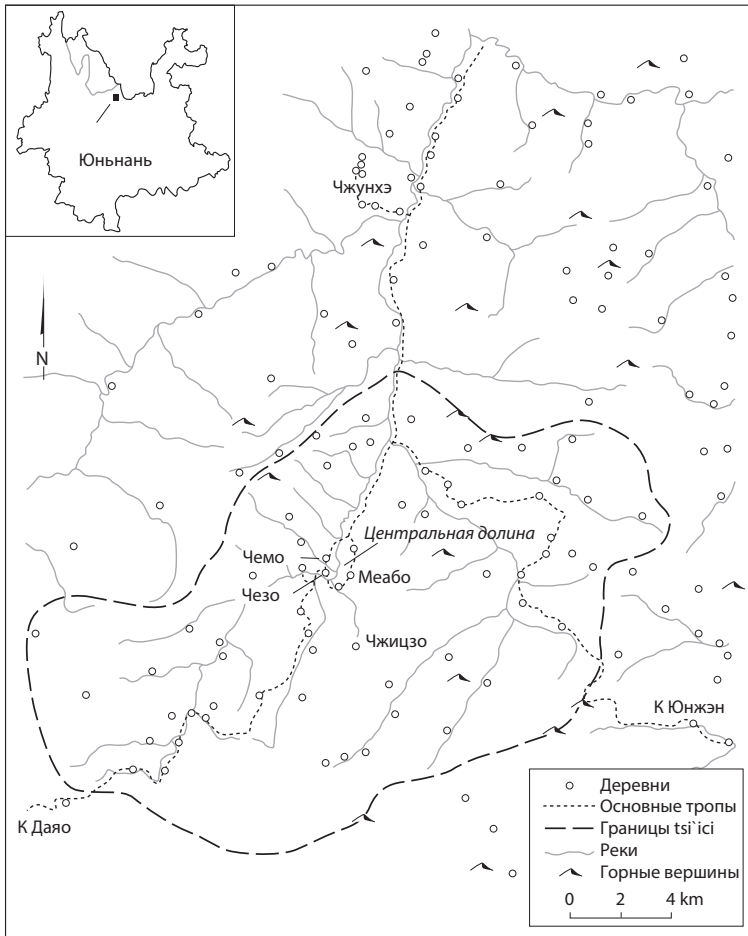 Юньнань
Чжунхэ
N
Центральная долина
Чемо
Меабо
Чезо
Чжицзо
К Юнжэн
К Даяо
Деревни
Основные тропы
Границы tsi`ici
Реки
Горные вершины
0 2 4 km